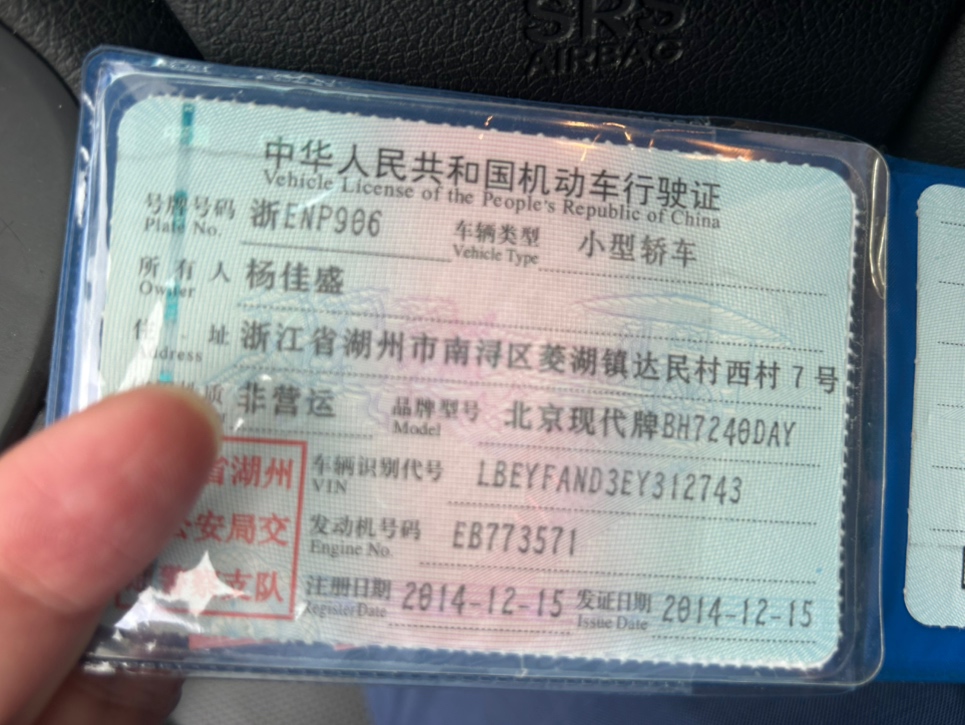 SRS
AIRBAG
中华人民共和国机动车行驶证
Vehicle License of the People's Republic of China
号牌号码 浙ENP906 车辆类型 小型轿车
Plate No. Vehicle Type
所有人 杨佳盛
Owner
住址 浙江省湖州市南浔区菱湖镇达民村西村7号
Address
质 非营运 品牌型号 北京现代牌BH7240DAY
Model
省湖州 车辆识别代号 LBEYFAND3EY312743
VIN
公安局交 发动机号码 EB773571
Engine No.
警察支队 注册日期 2014-12-15 发证日期 2014-12-15
Register Date Issue Date